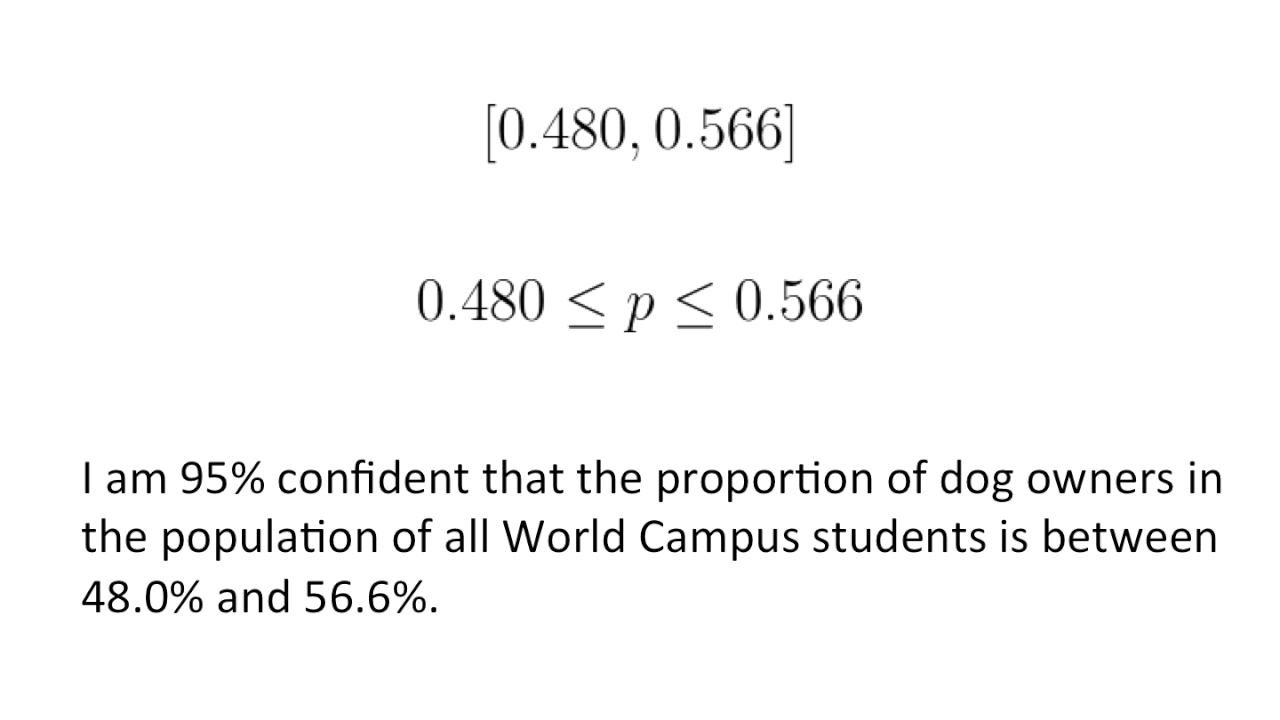 [0.480, 0.566]
0.480 ≤ p ≤ 0.566
I am 95% confident that the proportion of dog owners in
the population of all World Campus students is between
48.0% and 56.6%.